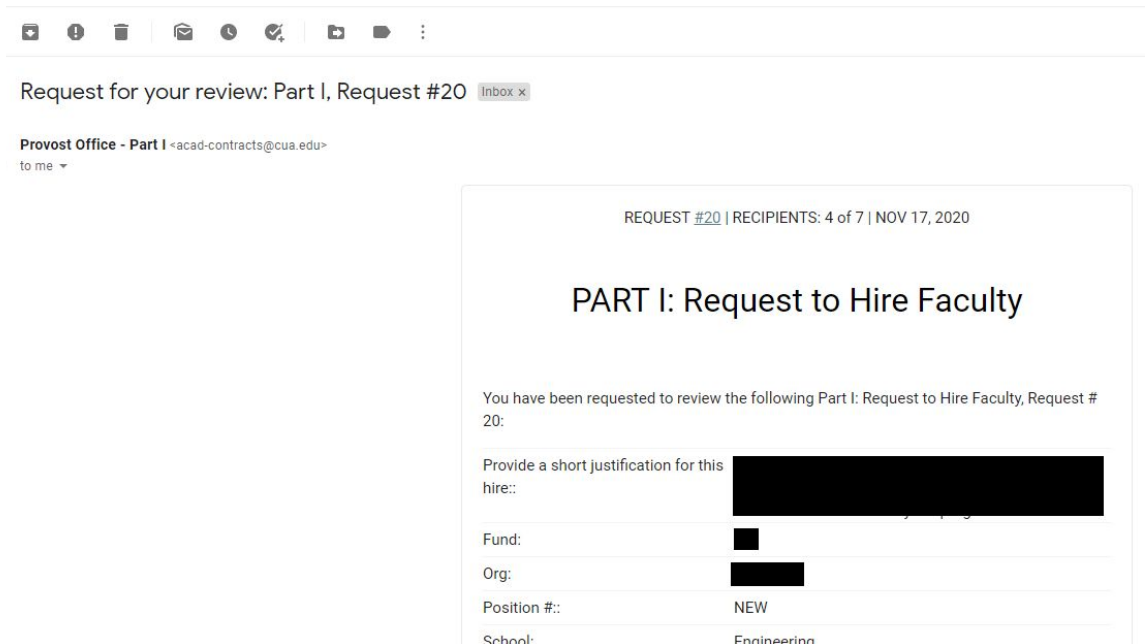 Request for your review: Part I, Request #20 Inbox x
Provost Office - Part I <acad-contracts@cua.edu>
to me
REQUEST #20 | RECIPIENTS: 4 of 7 | NOV 17, 2020
PART I: Request to Hire Faculty
You have been requested to review the following Part I: Request to Hire Faculty, Request #
20:
Provide a short justification for this
hire::
Fund:
Org:
Position #:: NEW
School: Engineering